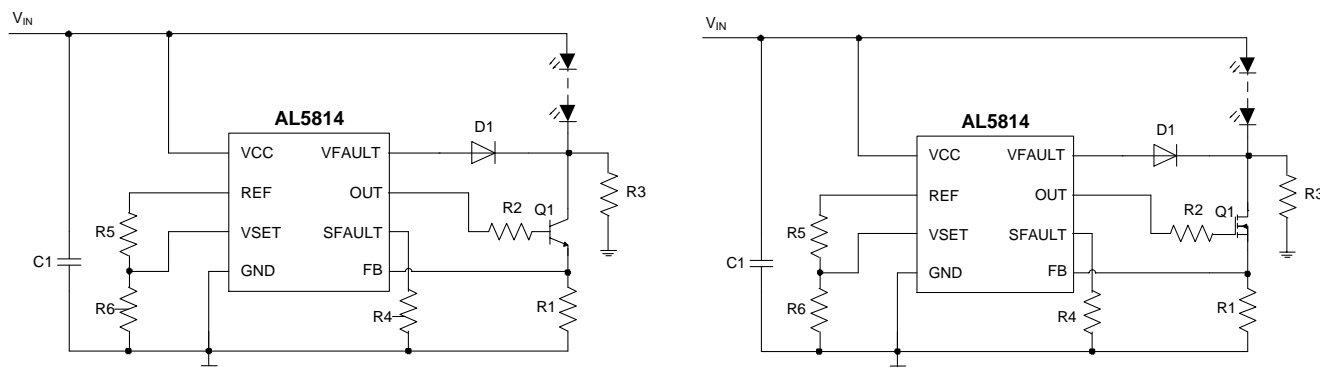 VIN
AL5814
D1
VCC
VFAULT
REF
OUT
R2
Q1
R3
R5
VSET
SFAULT
C1
GND
FB
R6
R4
R1
VIN
AL5814
D1
VCC
VFAULT
REF
OUT
R2
Q1
R3
R5
VSET
SFAULT
C1
GND
FB
R6
R4
R1